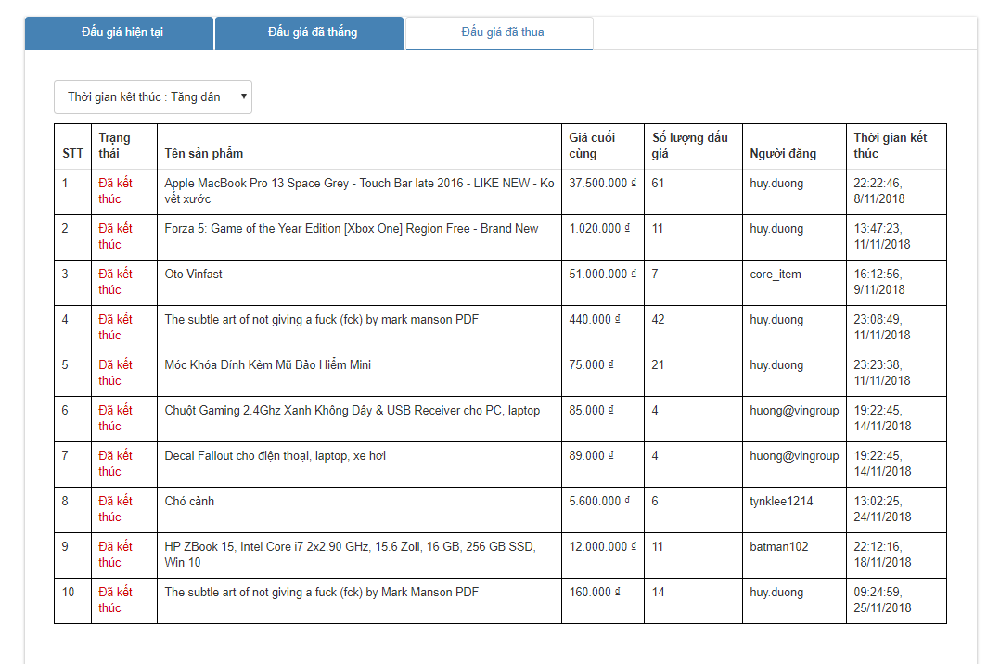 Đấu giá hiện tại
Đấu giá đã thắng
Đấu giá đã thua
Thời gian kết thúc : Tăng dần
STT
Trạng
thái
Tên sản phẩm
Giá cuối
cùng
Số lượng đấu
giá
Người đăng
Thời gian kết
thúc
1
Đã kết
thúc
Apple MacBook Pro 13 Space Grey - Touch Bar late 2016 - LIKE NEW - Ko
vết xước
37.500.000 ₫
61
huy.duong
22:22:46,
8/11/2018
2
Đã kết
thúc
Forza 5: Game of the Year Edition [Xbox One] Region Free - Brand New
1.020.000 ₫
11
huy.duong
13:47:23,
11/11/2018
3
Đã kết
thúc
Oto Vinfast
51.000.000 ₫
7
core_item
16:12:56,
9/11/2018
4
Đã kết
thúc
The subtle art of not giving a fuck (fck) by mark manson PDF
440.000 ₫
42
huy.duong
23:08:49,
11/11/2018
5
Đã kết
thúc
Móc Khóa Đính Kèm Mũ Bảo Hiểm Mini
75.000 ₫
21
huy.duong
23:23:38,
11/11/2018
6
Đã kết
thúc
Chuột Gaming 2.4Ghz Xanh Không Dây & USB Receiver cho PC, laptop
85.000 ₫
4
huong@vingroup
19:22:45,
14/11/2018
7
Đã kết
thúc
Decal Fallout cho điện thoại, laptop, xe hơi
89.000 ₫
4
huong@vingroup
19:22:45,
14/11/2018
8
Đã kết
thúc
Chó cảnh
5.600.000 ₫
6
tynklee1214
13:02:25,
24/11/2018
9
Đã kết
thúc
HP ZBook 15, Intel Core i7 2x2.90 GHz, 15.6 Zoll, 16 GB, 256 GB SSD,
Win 10
12.000.000 ₫
11
batman102
22:12:16,
18/11/2018
10
Đã kết
thúc
The subtle art of not giving a fuck (fck) by Mark Manson PDF
160.000 ₫
14
huy.duong
09:24:59,
25/11/2018